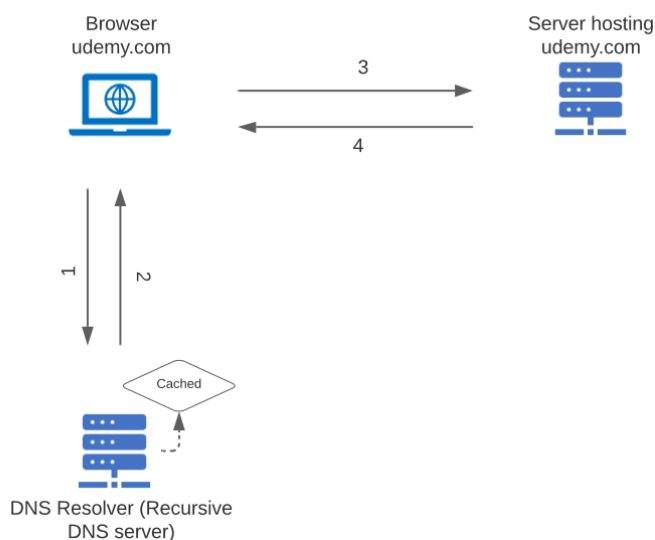 Browser
udemy.com
Server hosting
udemy.com
3
4
1
2
Cached
DNS Resolver (Recursive
DNS server)